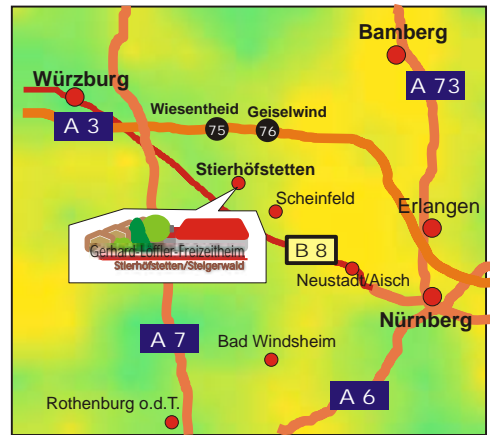 Bamberg
Würzburg
A 73
A 3
Wiesentheid
75
Geiselwind
76
Stierhöfstetten
Scheinfeld
Erlangen
Gerhard-Löffler-Freizeitheim
Stierhöfstetten/Steigerwald
B 8
Neustadt/Aisch
Nürnberg
A 7
Bad Windsheim
A 6
Rothenburg o.d.T.